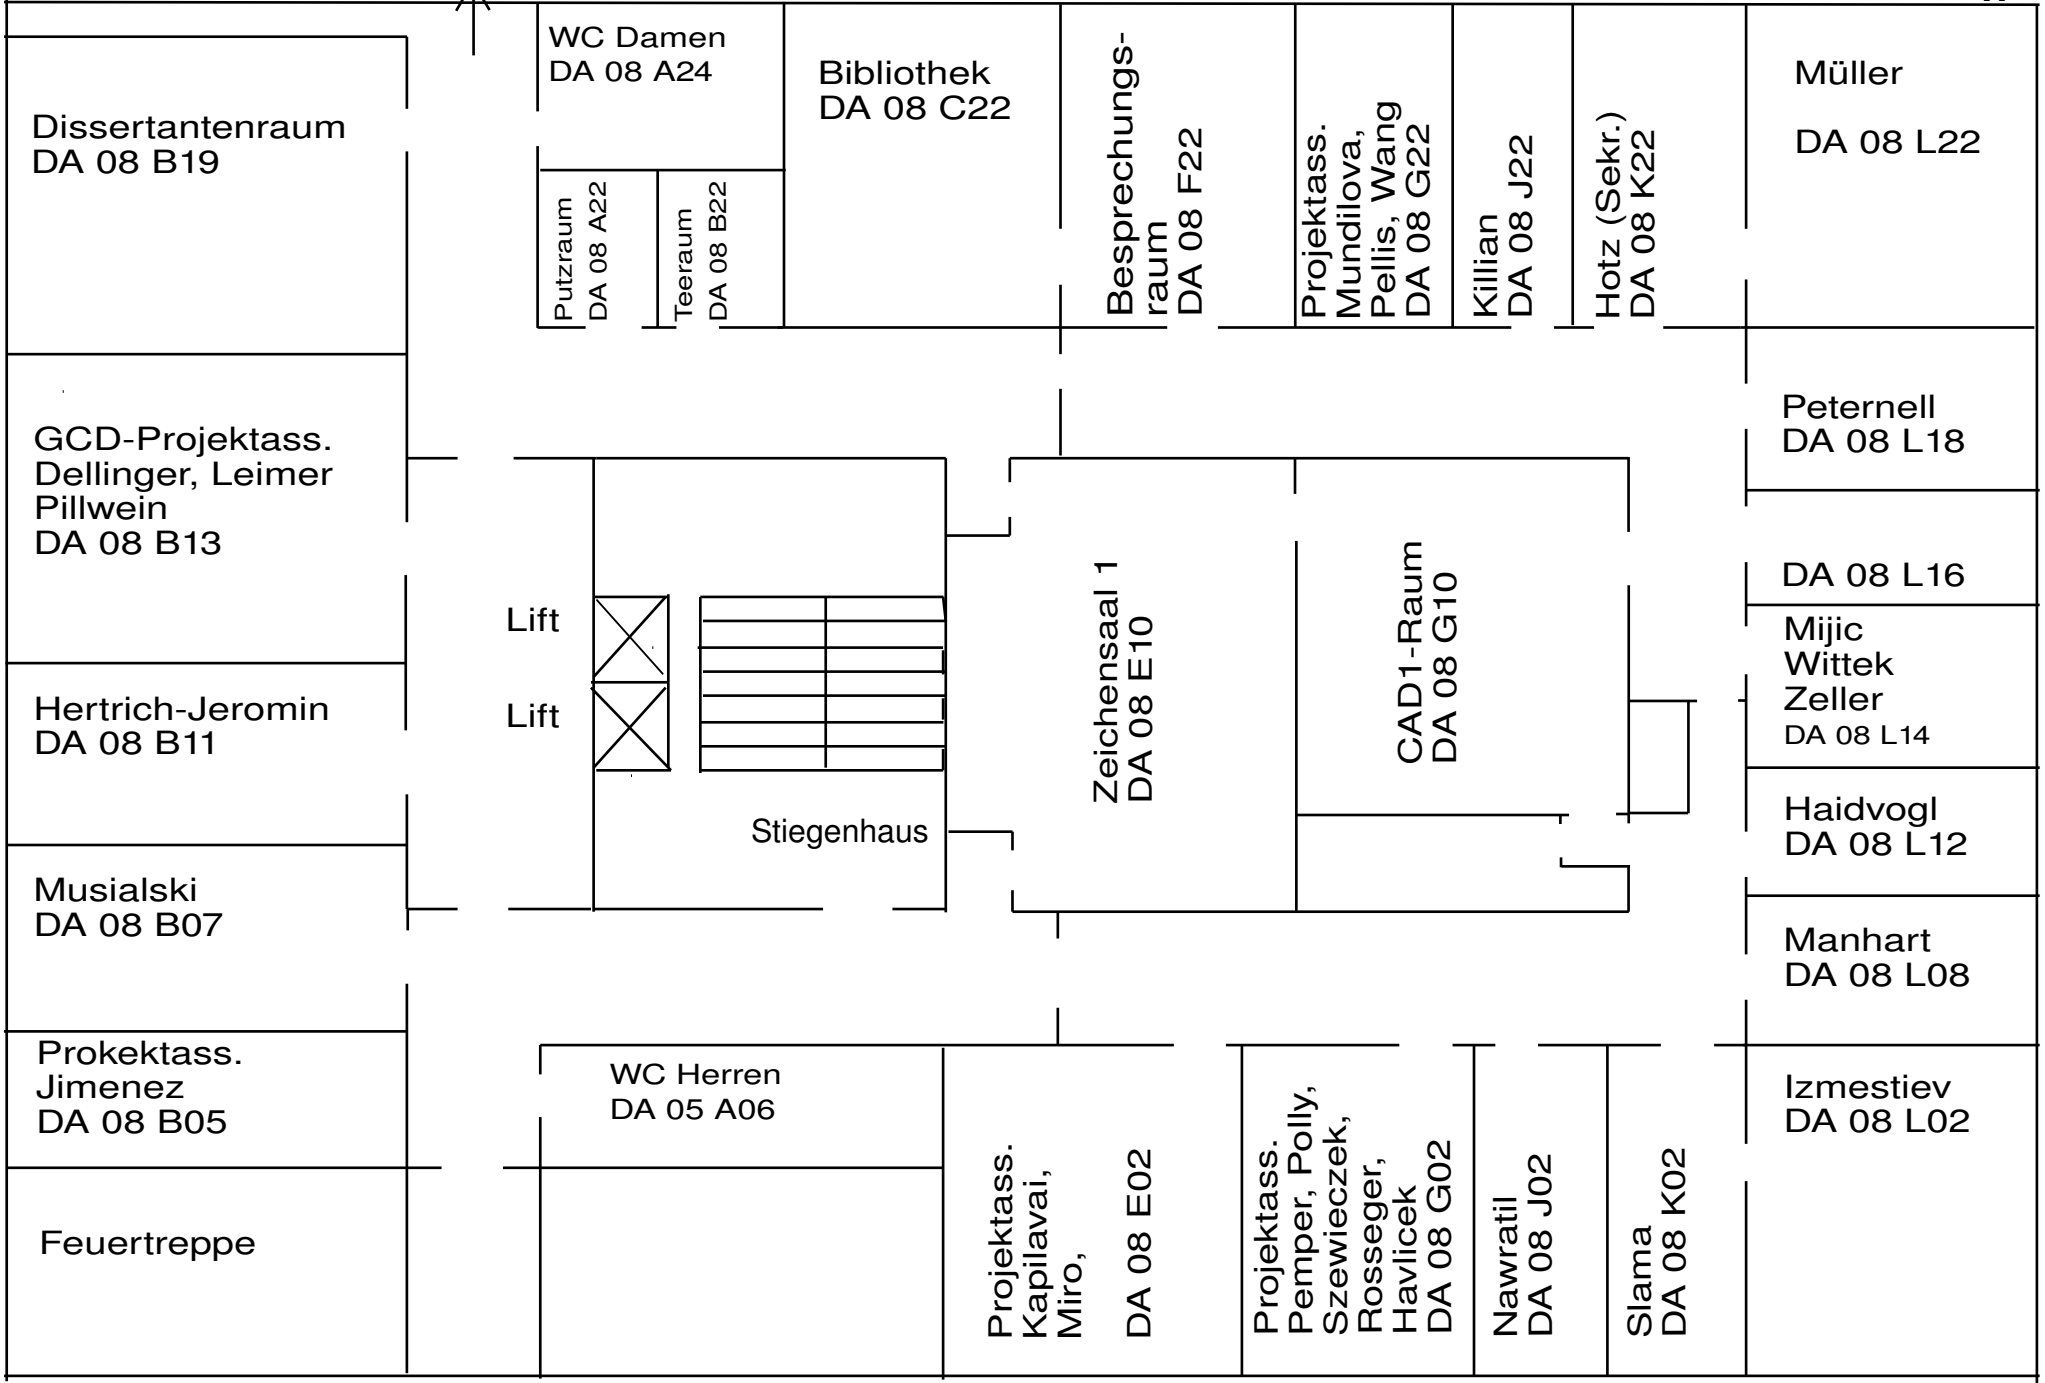 WC Damen
DA 08 A24
Bibliothek
DA 08 C22
Dissertantenraum
DA 08 B19
Putzraum
DA 08 A22
Teeraum
DA 08 B22
Besprechungs-
raum
DA 08 F22
Projektass.
Mundilova,
Pellis, Wang
DA 08 G22
Killian
DA 08 J22
Hotz (Sekr.)
DA 08 K22
Müller
DA 08 L22
Peternell
DA 08 L18
DA 08 L16
Mijic
Wittek
Zeller
DA 08 L14
Haidvogl
DA 08 L12
Manhart
DA 08 L08
Izmestiev
DA 08 L02
GCD-Projektass.
Dellinger, Leimer
Pillwein
DA 08 B13
Hertrich-Jeromin
DA 08 B11
Musialski
DA 08 B07
Prokektass.
Jimenez
DA 08 B05
Feuertreppe
Lift
Lift
Stiegenhaus
Zeichensaal 1
DA 08 E10
CAD1-Raum
DA 08 G10
WC Herren
DA 05 A06
Projektass.
Kapilavai,
Miro,
DA 08 E02
Projektass.
Pemper, Polly,
Szewieczek,
Rosseger,
Havlicek
DA 08 G02
Nawratil
DA 08 J02
Slama
DA 08 K02